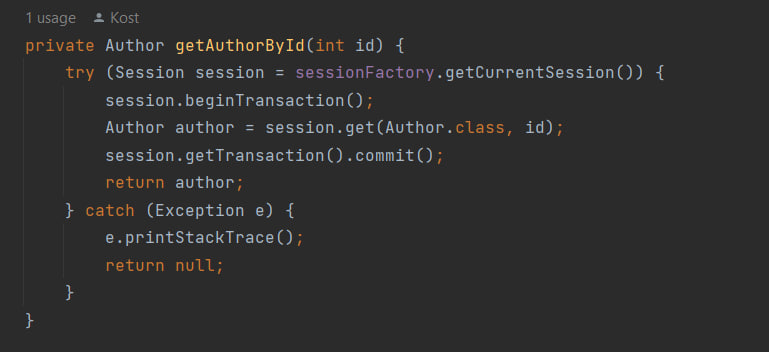 1 usage Kost
private Author getAuthorById(int id) {
try (Session session = sessionFactory.getCurrentSession()) {
session.beginTransaction();
Author author = session.get(Author.class, id);
session.getTransaction().commit();
return author;
} catch (Exception e) {
e.printStackTrace();
return null;
}
}